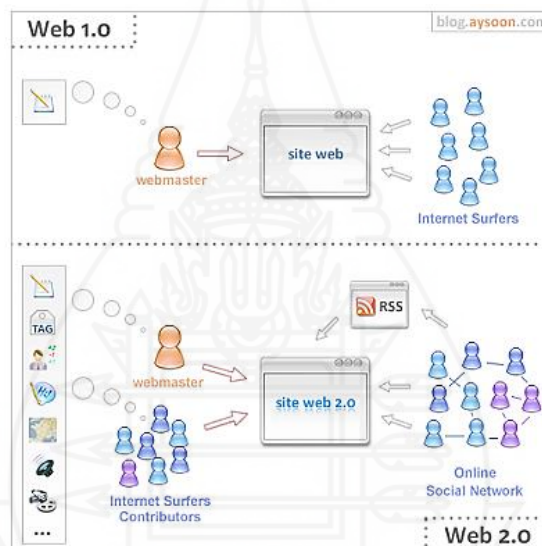 Web 1.0
blog.aysoon.com
webmaster
site web
Internet Surfers
TAG
RSS
webmaster
site web 2.0
Internet Surfers
Contributors
Online
Social Network
...
Web 2.0